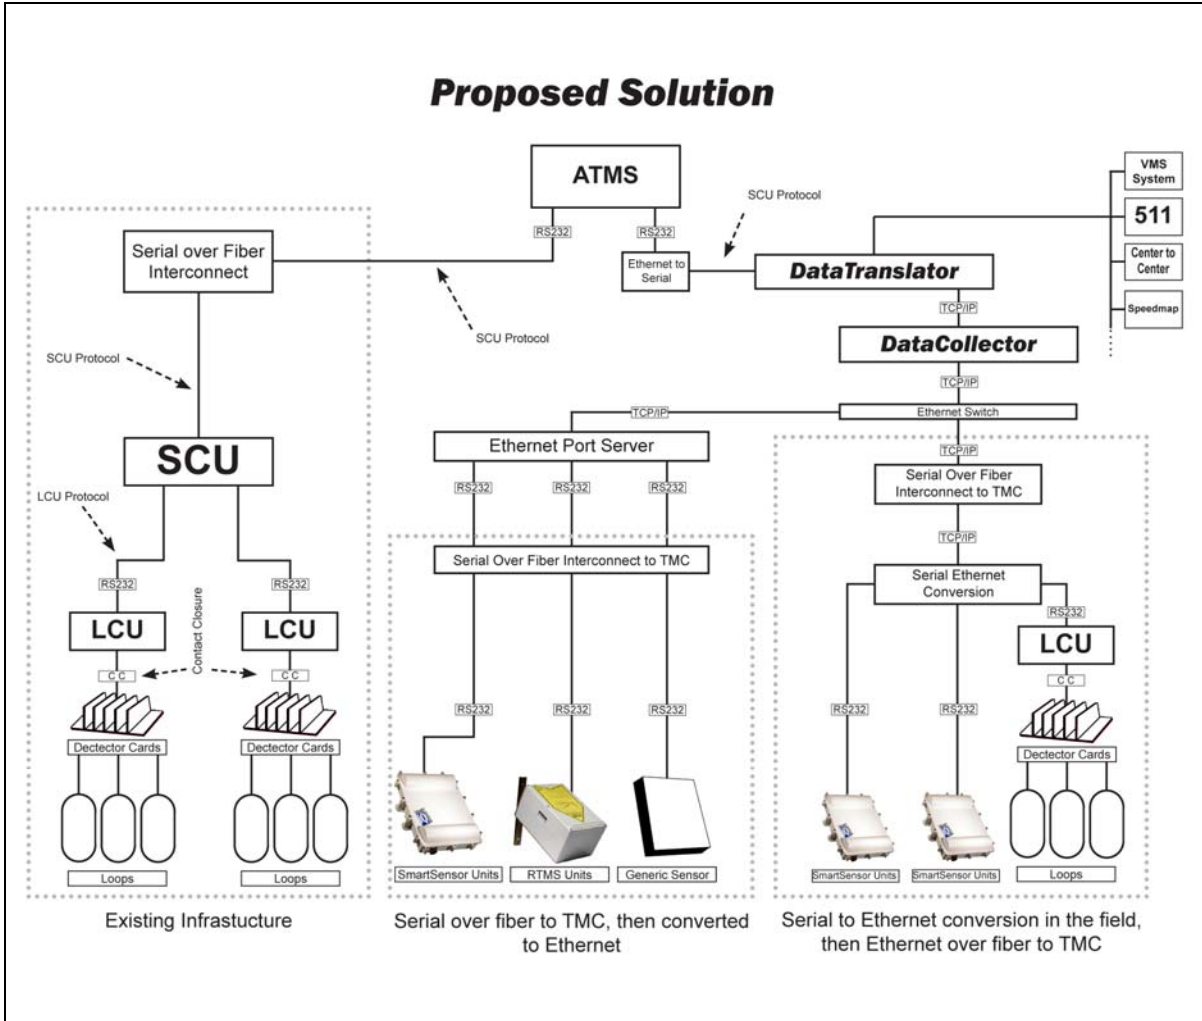 Proposed Solution
ATMS
VMS
System
511
Center to
Center
Speedmap
SCU Protocol
RS232
RS232
Ethernet to
Serial
DataTranslator
TCP/IP
DataCollector
TCP/IP
Ethernet Switch
TCP/IP
TCP/IP
Serial over Fiber
Interconnect
SCU Protocol
SCU Protocol
SCU
LCU Protocol
RS232
RS232
LCU
LCU
Contact Closure
C C
C C
Dectector Cards
Dectector Cards
Loops
Loops
Existing Infrastucture
Ethernet Port Server
RS232
RS232
RS232
Serial Over Fiber Interconnect to TMC
RS232
RS232
RS232
SmartSensor Units
RTMS Units
Generic Sensor
Serial over fiber to TMC, then converted
to Ethernet
Serial Over Fiber
Interconnect to TMC
TCP/IP
Serial Ethernet
Conversion
RS232
LCU
C C
RS232
RS232
Dectector Cards
SmartSensor Units
SmartSensor Units
Loops
Serial to Ethernet conversion in the field,
then Ethernet over fiber to TMC